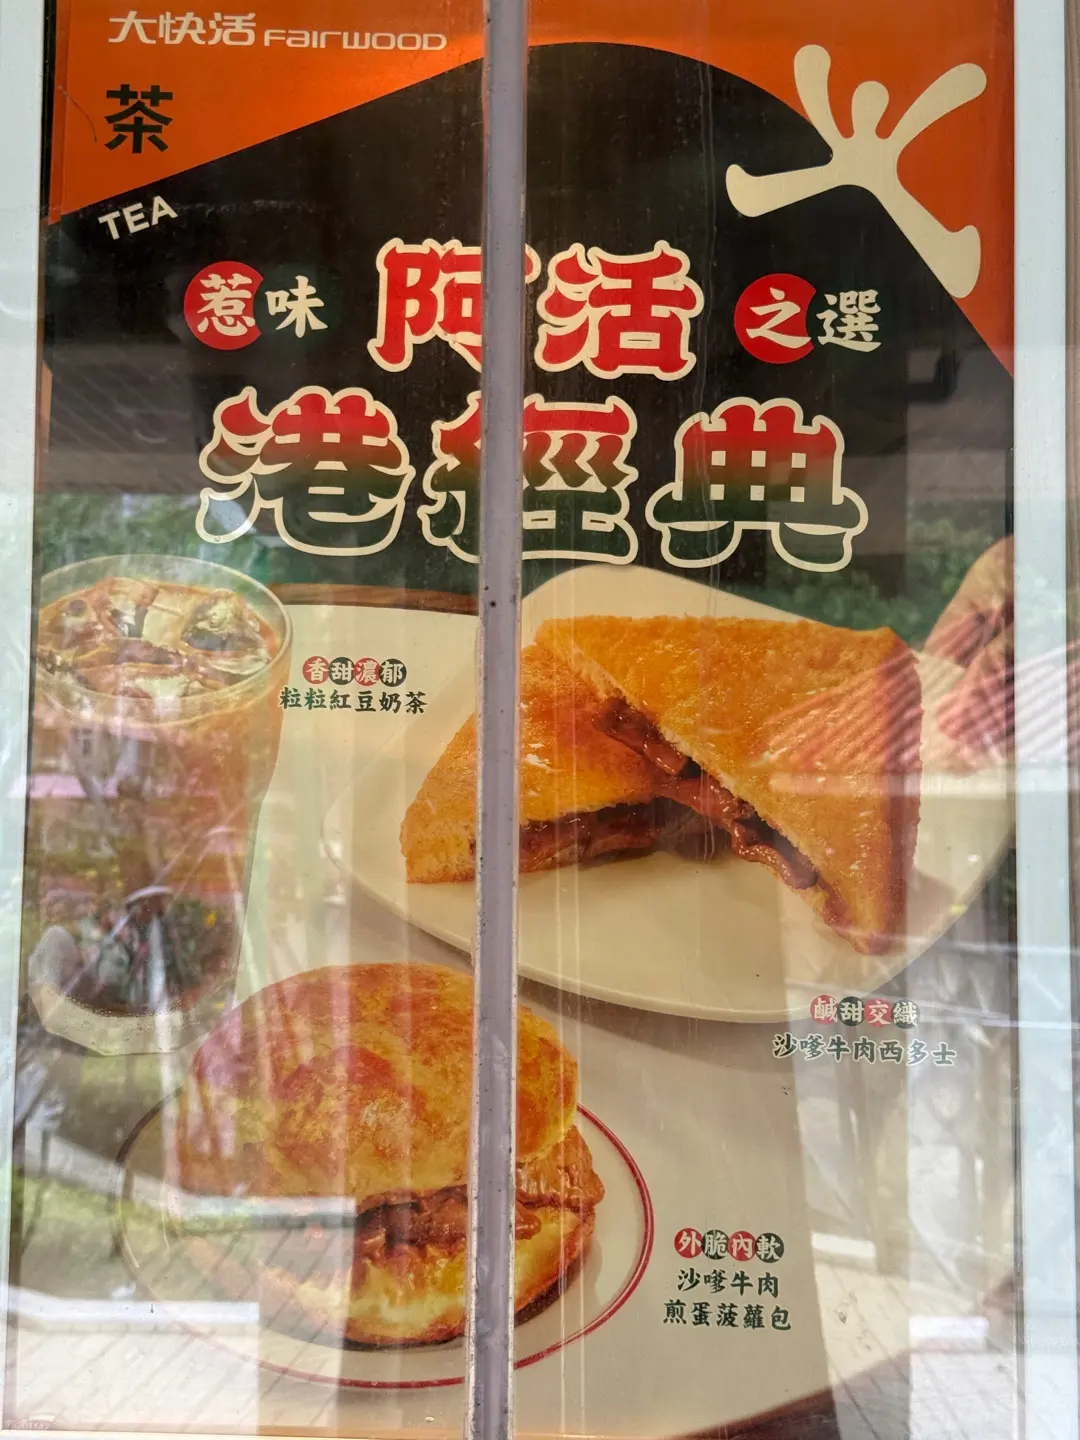 大快活 FAIRWOOD
茶
TEA
惹味 阿活 之選
港經典
香甜濃郁
粒粒紅豆奶茶
鹹甜交織
沙嗲牛肉西多士
外脆內軟
沙嗲牛肉
煎蛋菠蘿包